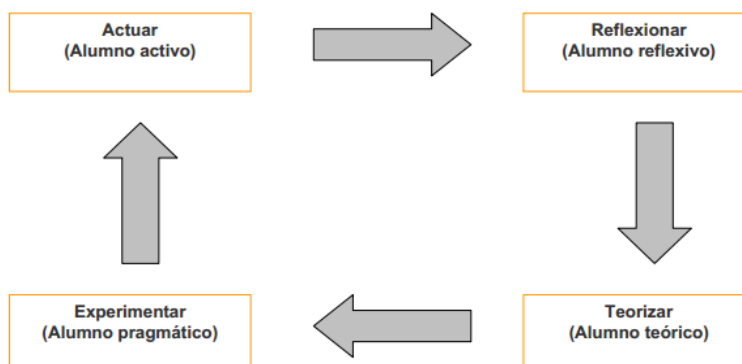 Actuar
(Alumno activo)
Reflexionar
(Alumno reflexivo)
Experimentar
(Alumno pragmático)
Teorizar
(Alumno teórico)